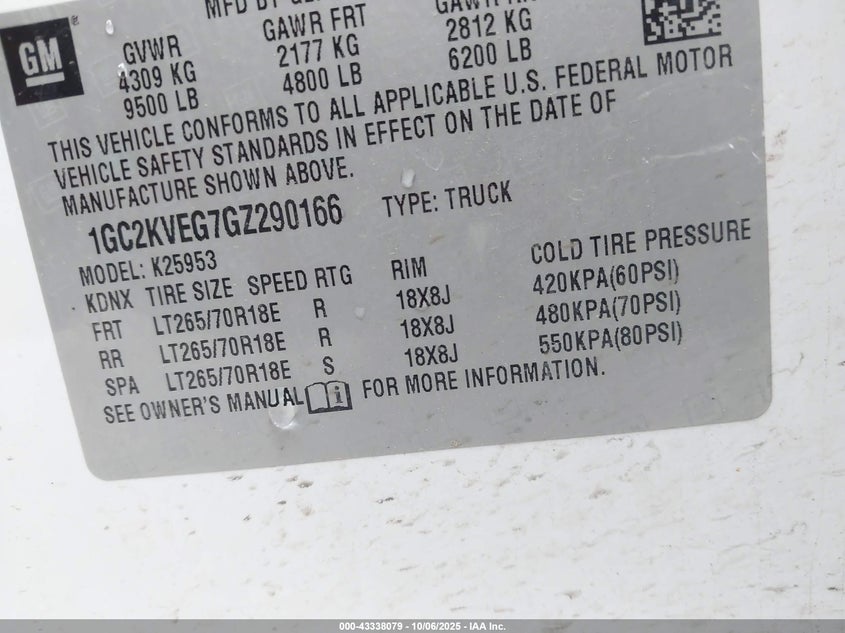 MFD BY
GM
GVWR GAWR FRT GAWR
4309 KG 2177 KG 2812 KG
9500 LB 4800 LB 6200 LB
THIS VEHICLE CONFORMS TO ALL APPLICABLE U.S. FEDERAL MOTOR
VEHICLE SAFETY STANDARDS IN EFFECT ON THE DATE OF
MANUFACTURE SHOWN ABOVE.
1GC2KVEG7GZ290166 TYPE: TRUCK
MODEL: K25953
KDNX TIRE SIZE SPEED RTG RIM COLD TIRE PRESSURE
FRT LT265/70R18E R 18X8J 420KPA(60PSI)
RR LT265/70R18E R 18X8J 480KPA(70PSI)
SPA LT265/70R18E S 18X8J 550KPA(80PSI)
SEE OWNER'S MANUAL FOR MORE INFORMATION.
000-43338079 - 10/06/2025 - IAA Inc.